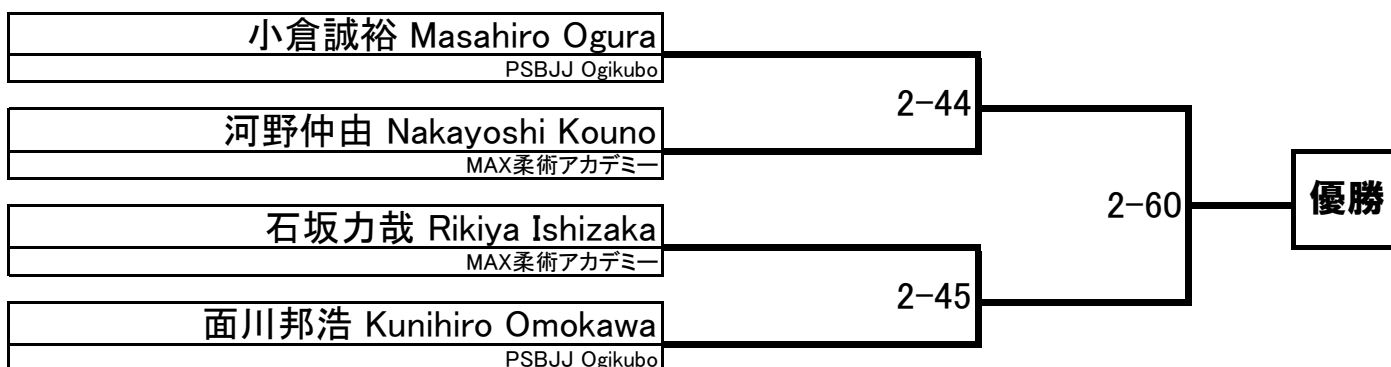 小倉誠裕 Masahiro Ogura
PSBJJ Ogikubo
2-44
河野仲由 Nakayoshi Kouno
MAX柔術アカデミー
2-60
優勝
石坂力哉 Rikiya Ishizaka
MAX柔術アカデミー
2-45
面川邦浩 Kunihiro Omokawa
PSBJJ Ogikubo